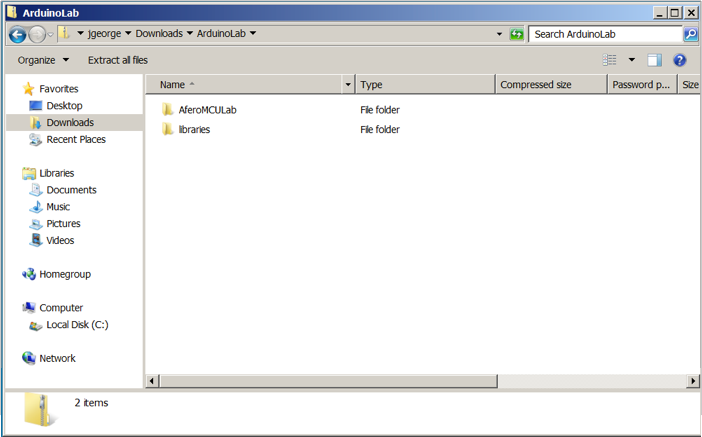 ArduinoLab
jgeorge Downloads ArduinoLab Search ArduinoLab
Organize Extract all files
Name Type Compressed size Password p... Size
Favorites
Desktop
Downloads
Recent Places
Libraries
Documents
Music
Pictures
Videos
Homegroup
Computer
Local Disk (C:)
Network
AferoMCULab File folder
libraries File folder
2 items